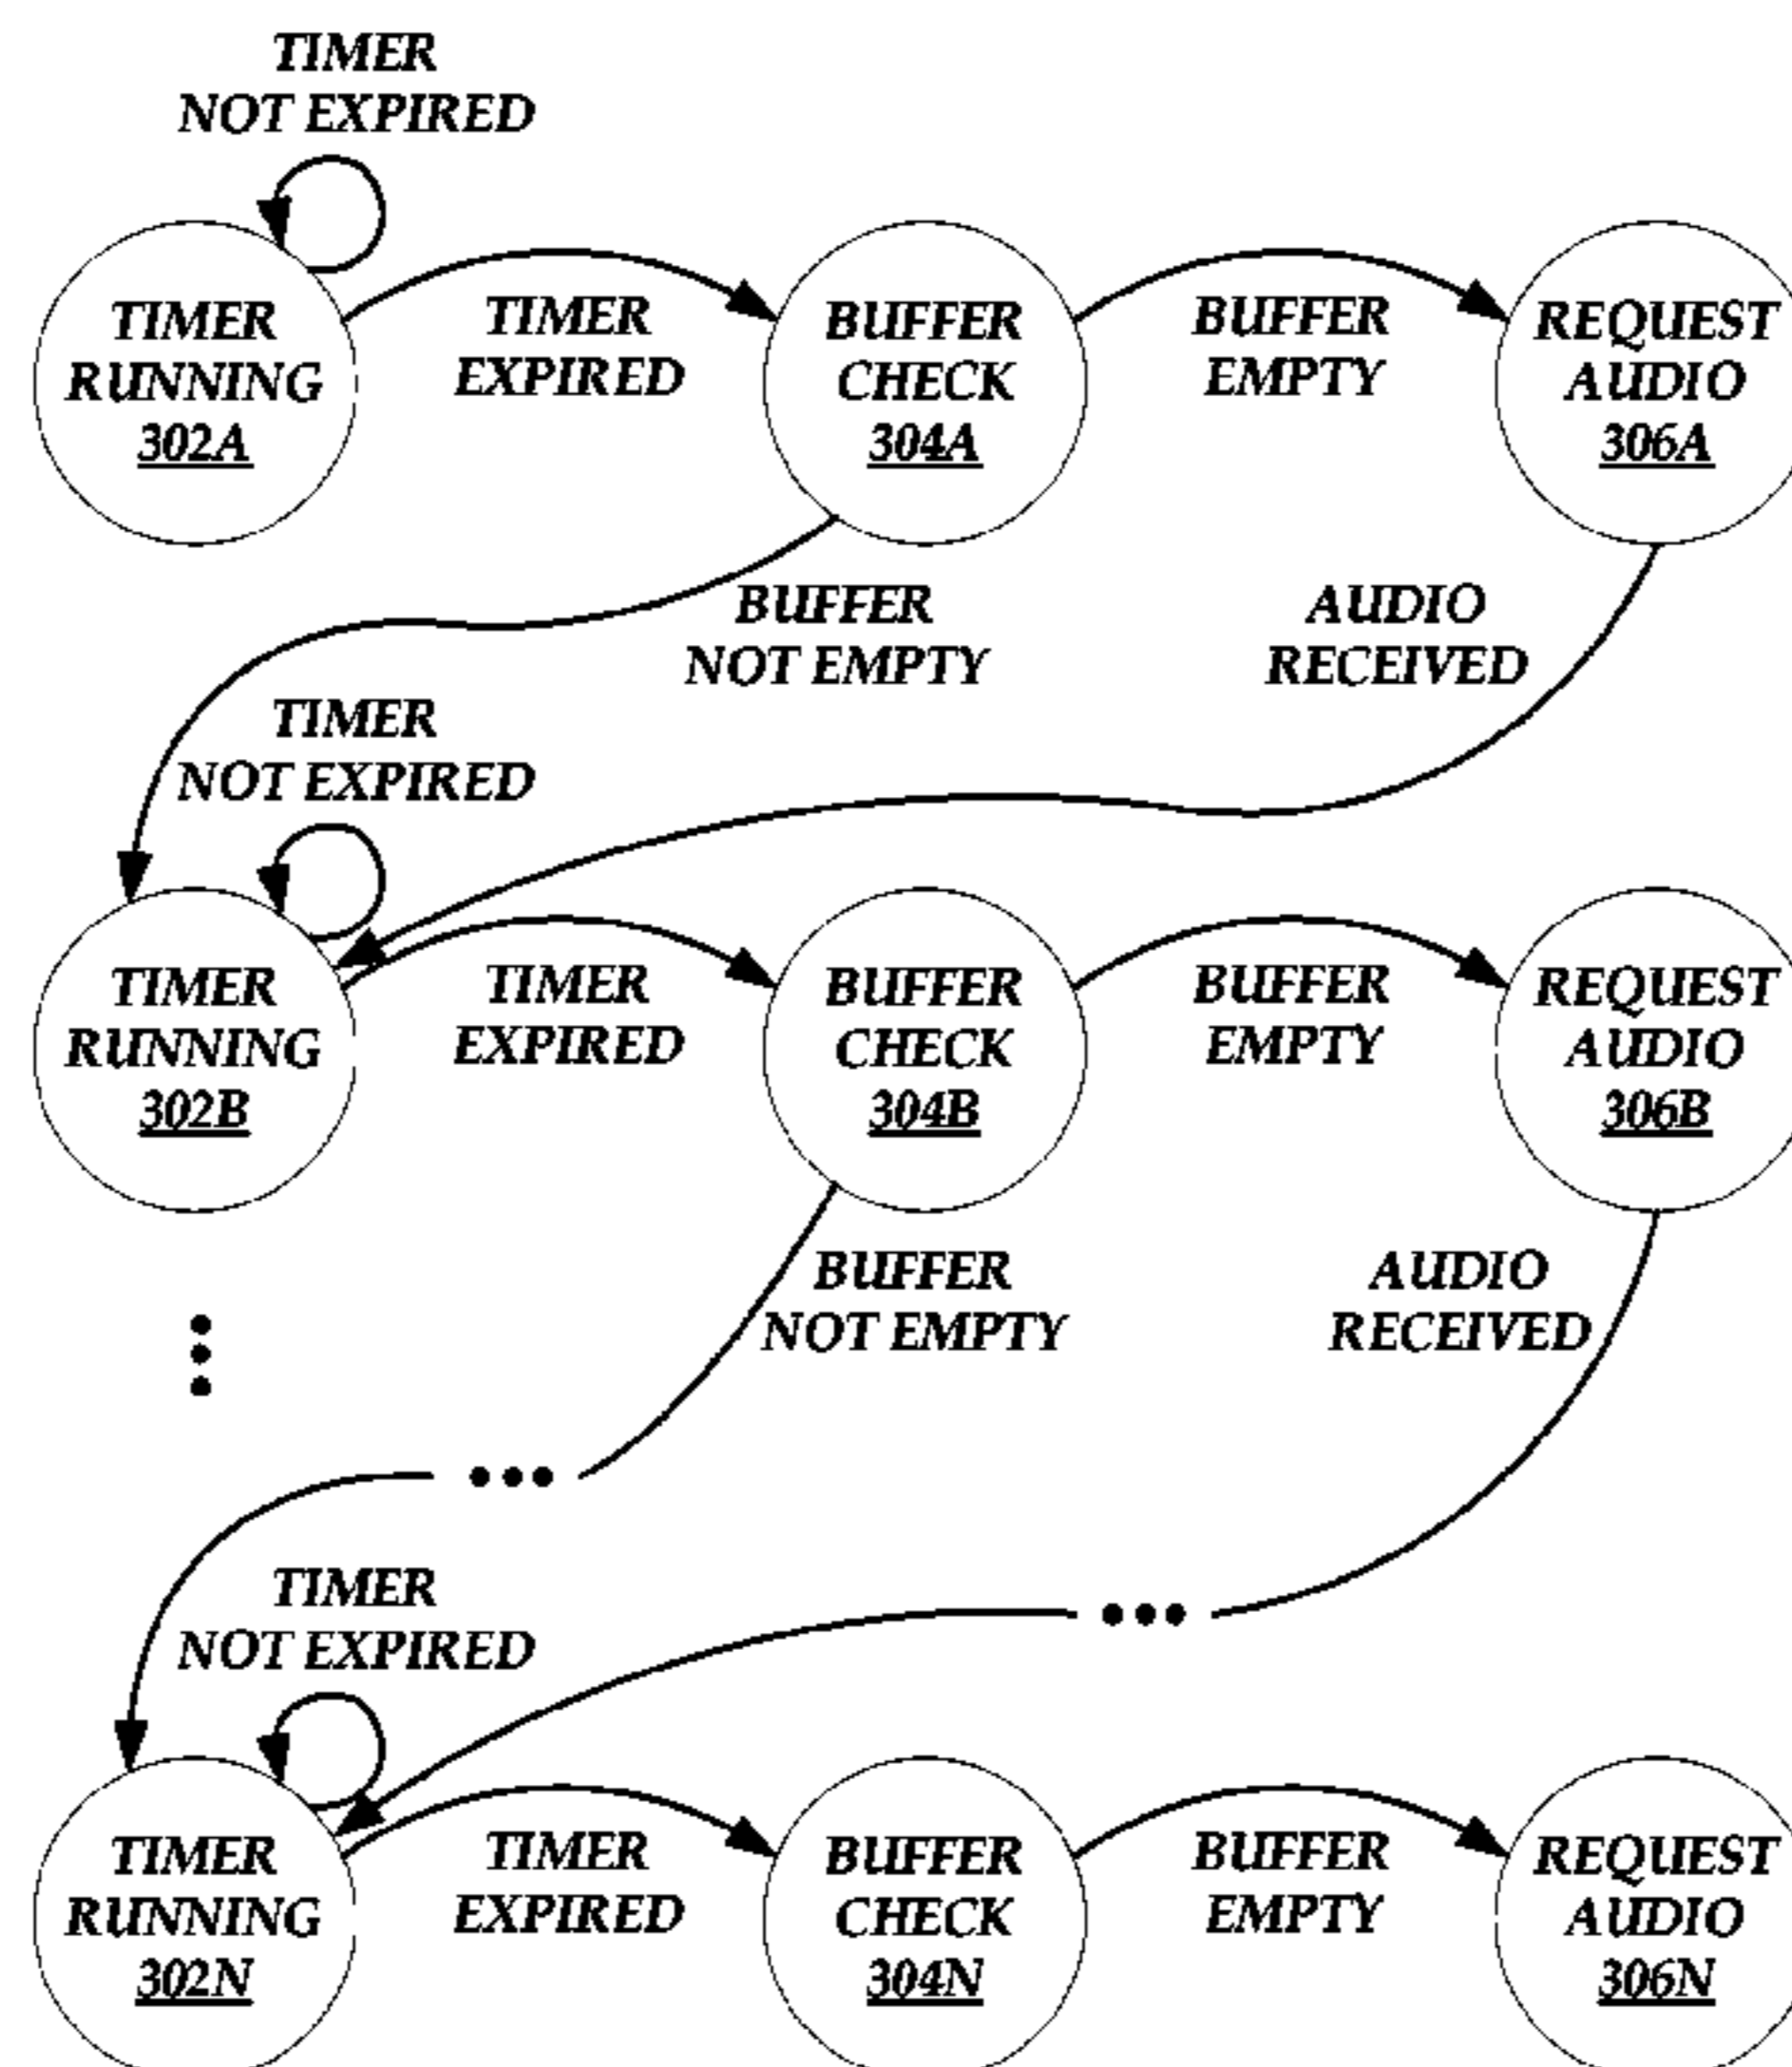 TIMER
NOT EXPIRED
TIMER
RUNNING
302A
TIMER
EXPIRED
BUFFER
CHECK
304A
BUFFER
EMPTY
REQUEST
AUDIO
306A
BUFFER
NOT EMPTY
AUDIO
RECEIVED
TIMER
NOT EXPIRED
TIMER
RUNNING
302B
TIMER
EXPIRED
BUFFER
CHECK
304B
BUFFER
EMPTY
REQUEST
AUDIO
306B
BUFFER
NOT EMPTY
AUDIO
RECEIVED
TIMER
NOT EXPIRED
TIMER
RUNNING
302N
TIMER
EXPIRED
BUFFER
CHECK
304N
BUFFER
EMPTY
REQUEST
AUDIO
306N